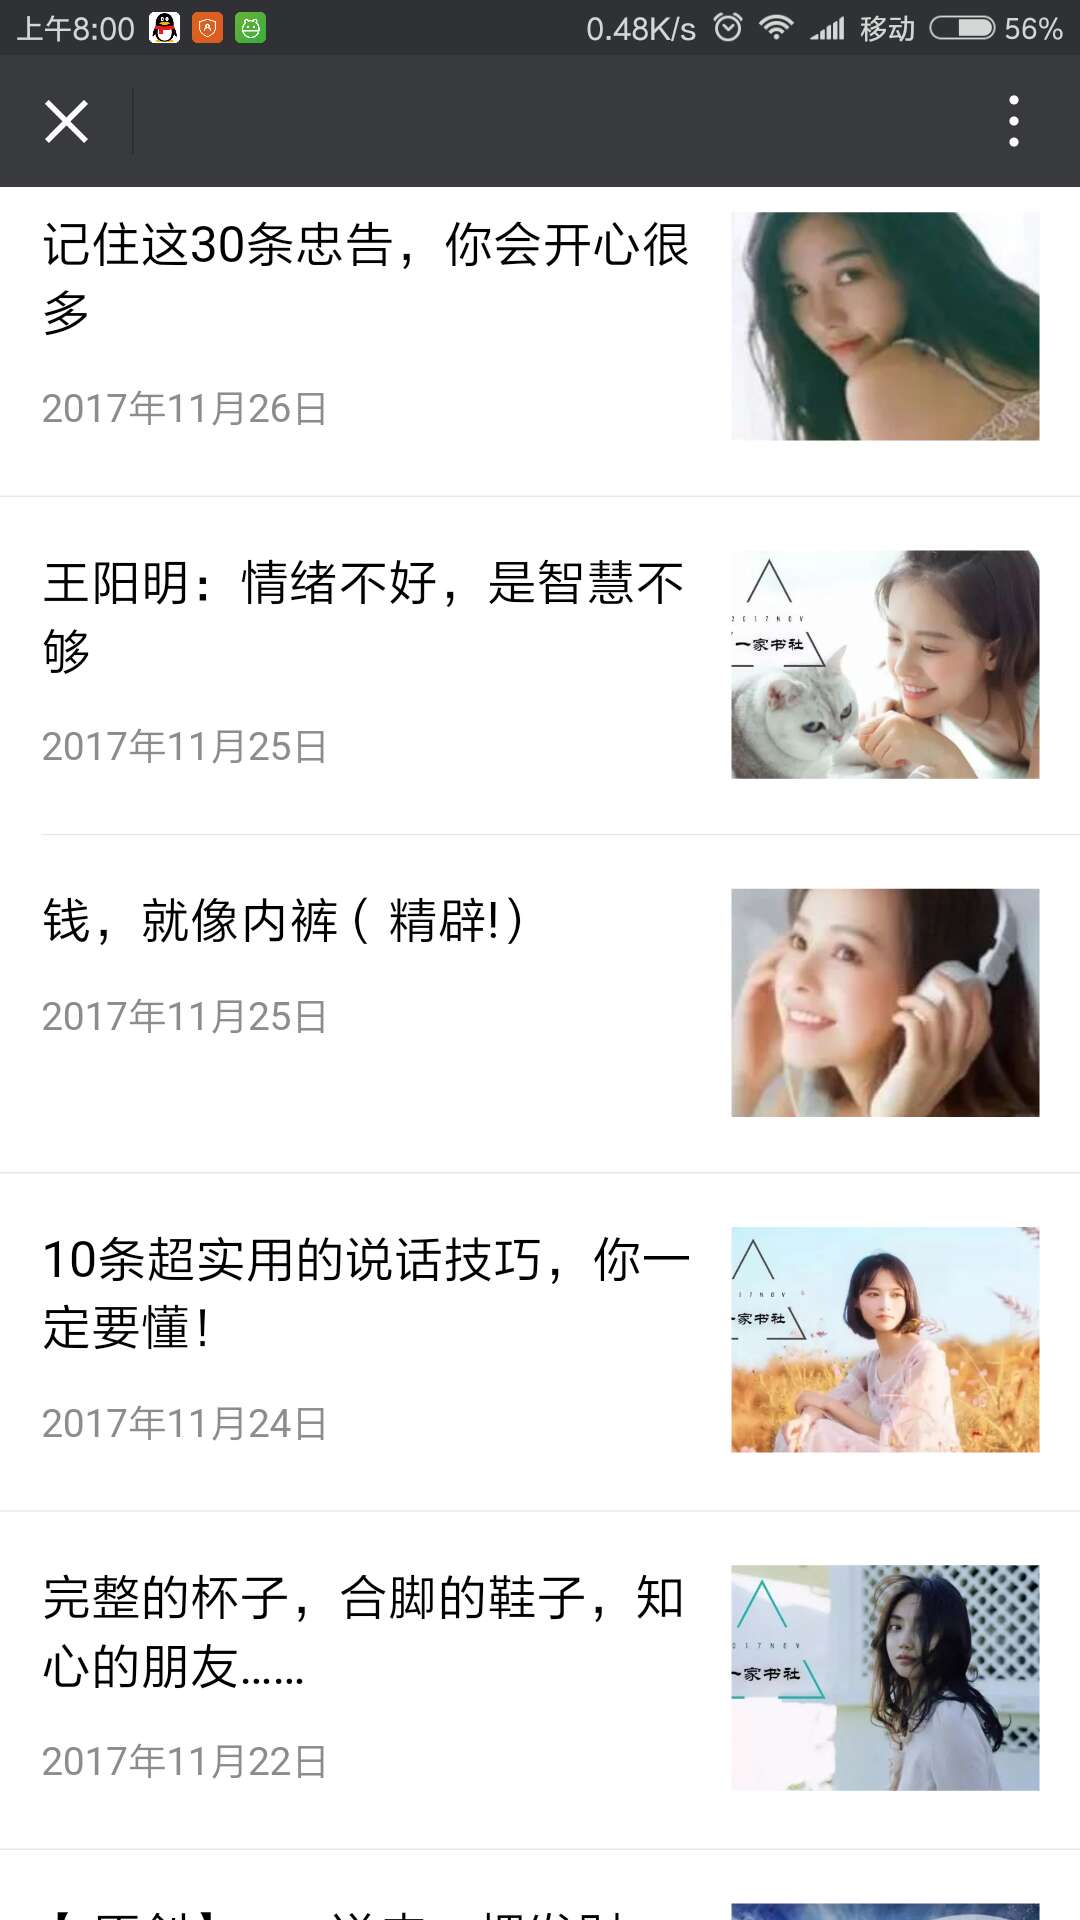 上午8:00 0.48K/s 移动 56%
记住这30条忠告，你会开心很
多
2017年11月26日
王阳明：情绪不好，是智慧不
够
2017年11月25日
2017NOV
一家书社
钱，就像内裤（精辟!）
2017年11月25日
10条超实用的说话技巧，你一
定要懂！
2017年11月24日
017NOV
一家书社
完整的杯子，合脚的鞋子，知
心的朋友……
2017年11月22日
2017NOV
一家书社